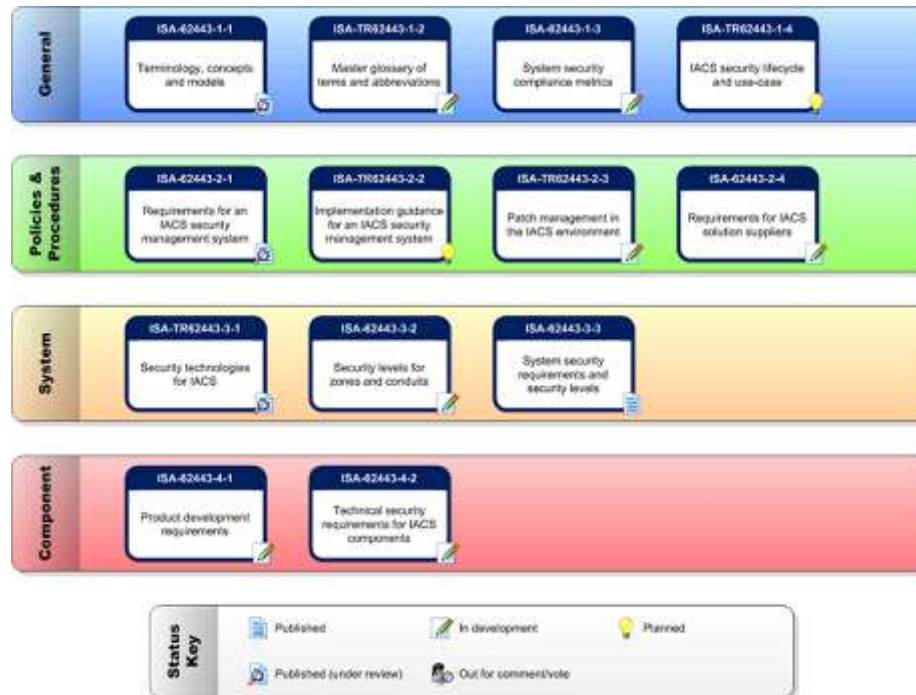 General
ISA-62443-1-1
Terminology, concepts
and models
ISA-TR62443-1-2
Master glossary of
terms and abbreviations
ISA-62443-1-3
System security
compliance metrics
ISA-TR62443-1-4
IACS security lifecycle
and use-case
Policies &
Procedures
ISA-62443-2-1
Requirements for an
IACS security
management system
ISA-TR62443-2-2
Implementation guidance
for an IACS security
management system
ISA-TR62443-2-3
Patch management in
the IACS environment
ISA-62443-2-4
Requirements for IACS
solution suppliers
System
ISA-TR62443-3-1
Security technologies
for IACS
ISA-62443-3-2
Security levels for
zones and conduits
ISA-62443-3-3
System security
requirements and
security levels
Component
ISA-62443-4-1
Product development
requirements
ISA-62443-4-2
Technical security
requirements for IACS
components
Status
Key
Published
In development
Planned
Published (under review)
Out for comment/vote